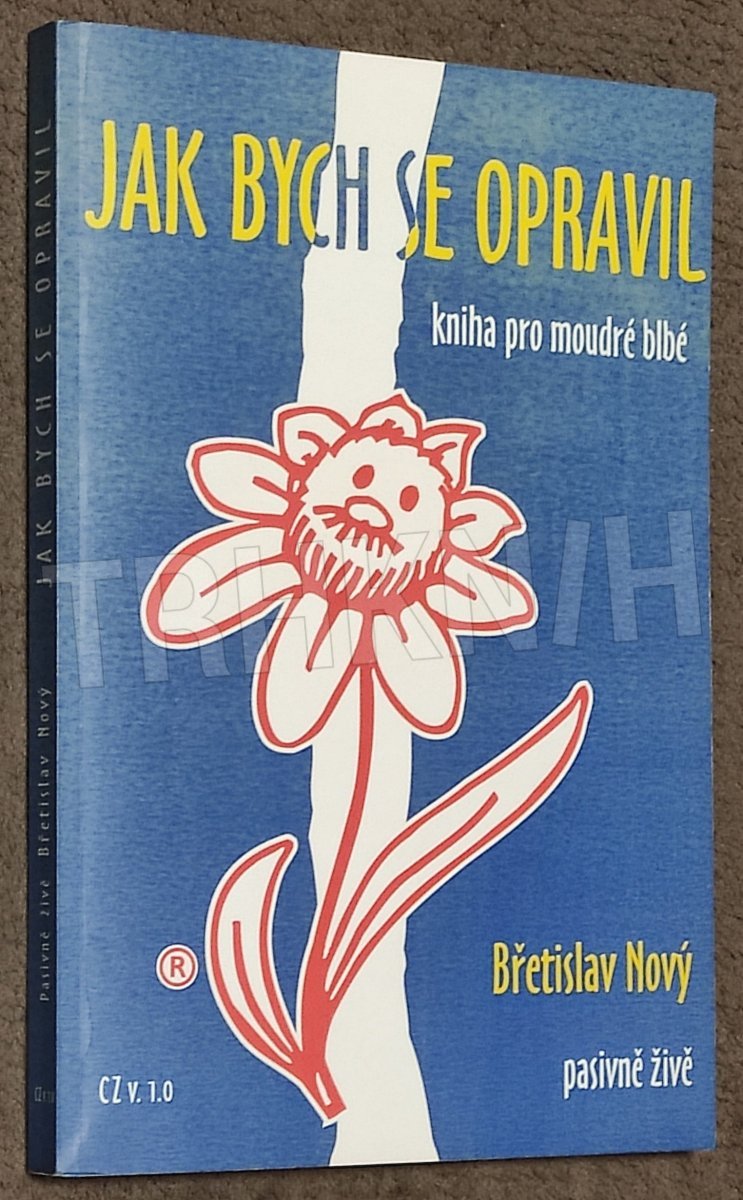 JAK BYCH SE OPRAVIL
kniha pro moudré blbé
TRHKNIH
®
Břetislav Nový
pasivně živě
CZ v. 1.0
Pasivně živě Břetislav Nový JAK BYCH SE OPRAVIL